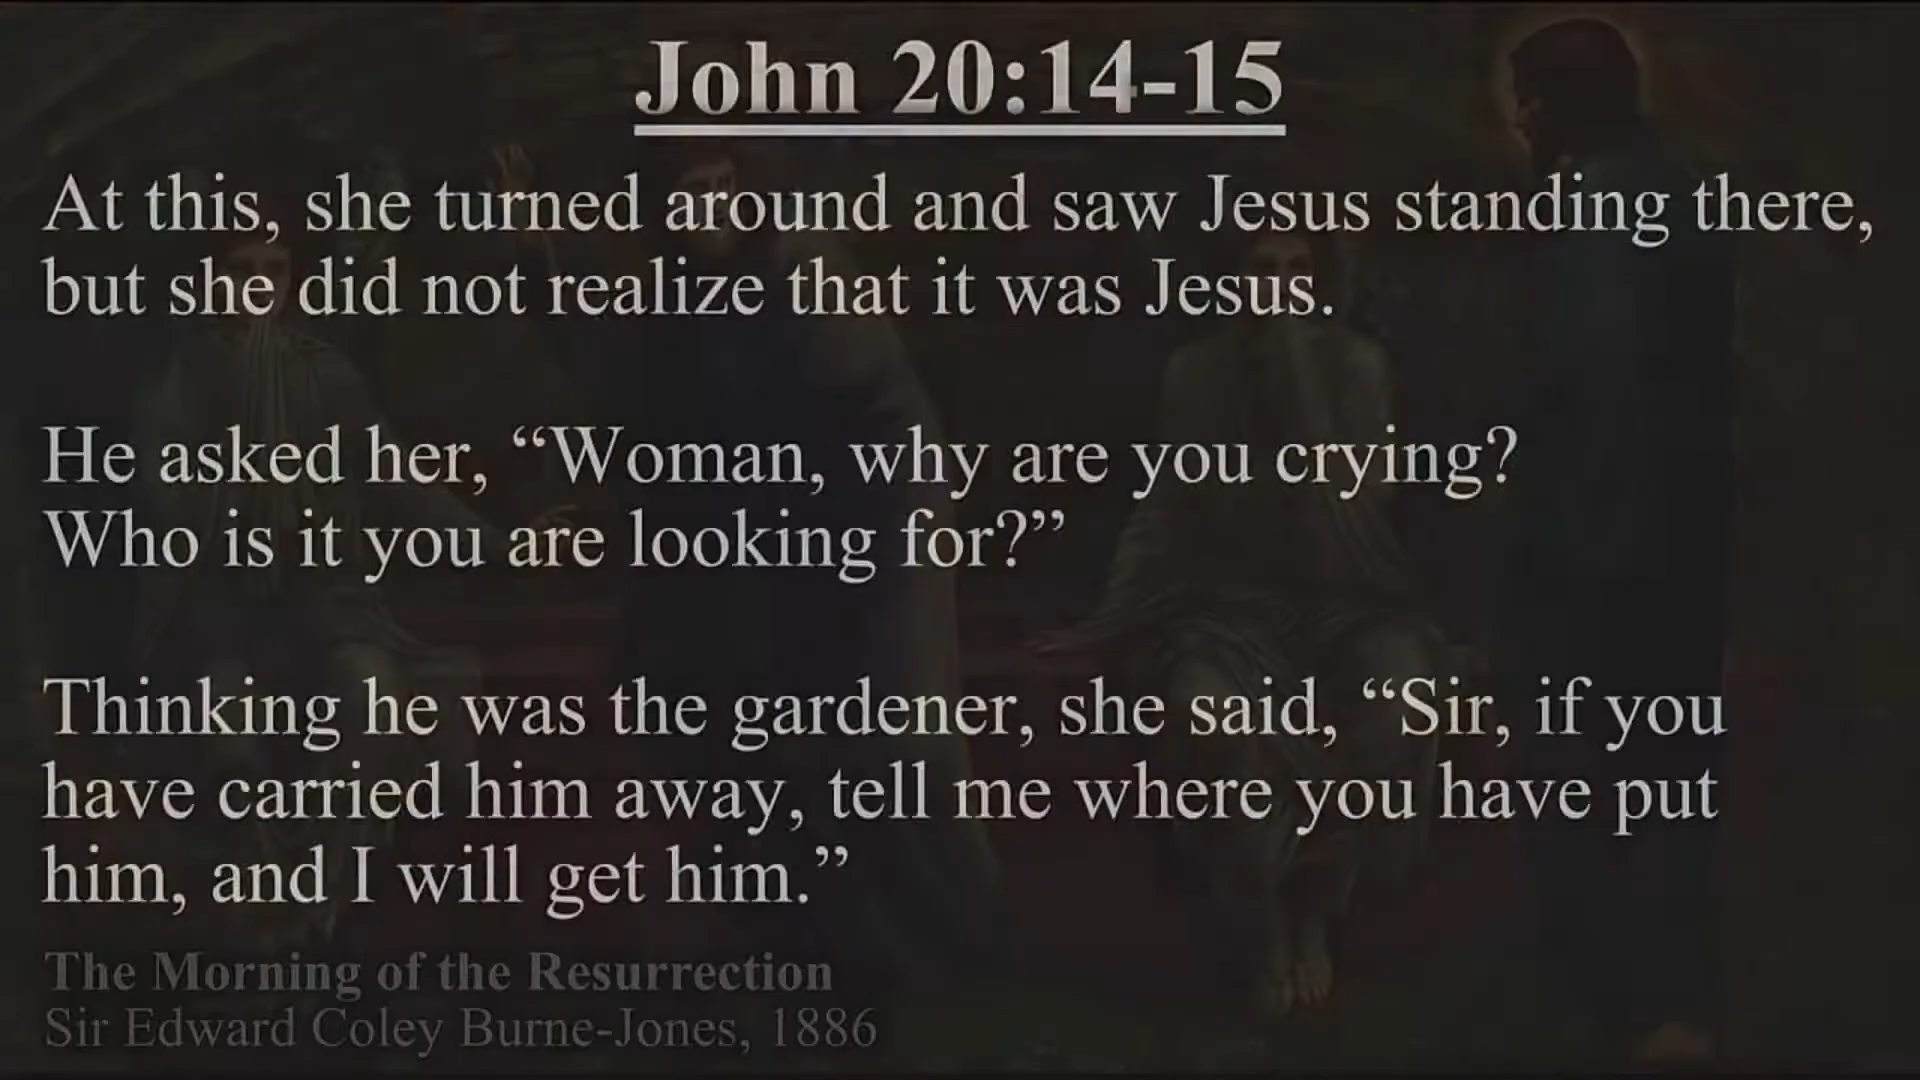 John 20:14-15
At this, she turned around and saw Jesus standing there,
but she did not realize that it was Jesus.
He asked her, “Woman, why are you crying?
Who is it you are looking for?”
Thinking he was the gardener, she said, “Sir, if you
have carried him away, tell me where you have put
him, and I will get him.”
The Morning of the Resurrection
Sir Edward Coley Burne-Jones, 1886